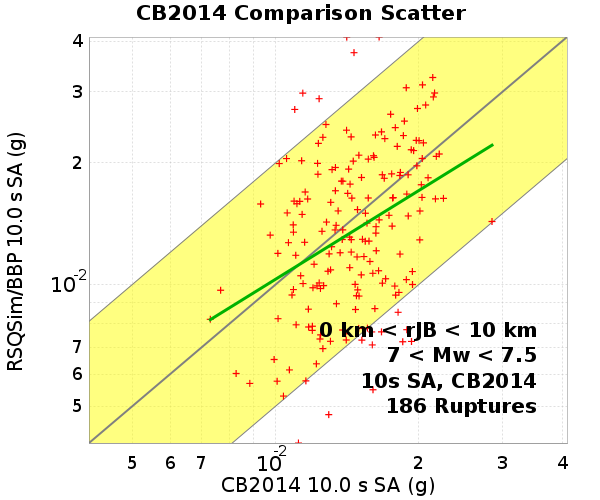 CB2014 Comparison Scatter
RSQSim/BBP 10.0 s SA (g)
4
3
2
10-2
7
6
5
0 km < rJB < 10 km
7 < Mw < 7.5
10s SA, CB2014
186 Ruptures
5 6 7 10-2 2 3 4
CB2014 10.0 s SA (g)